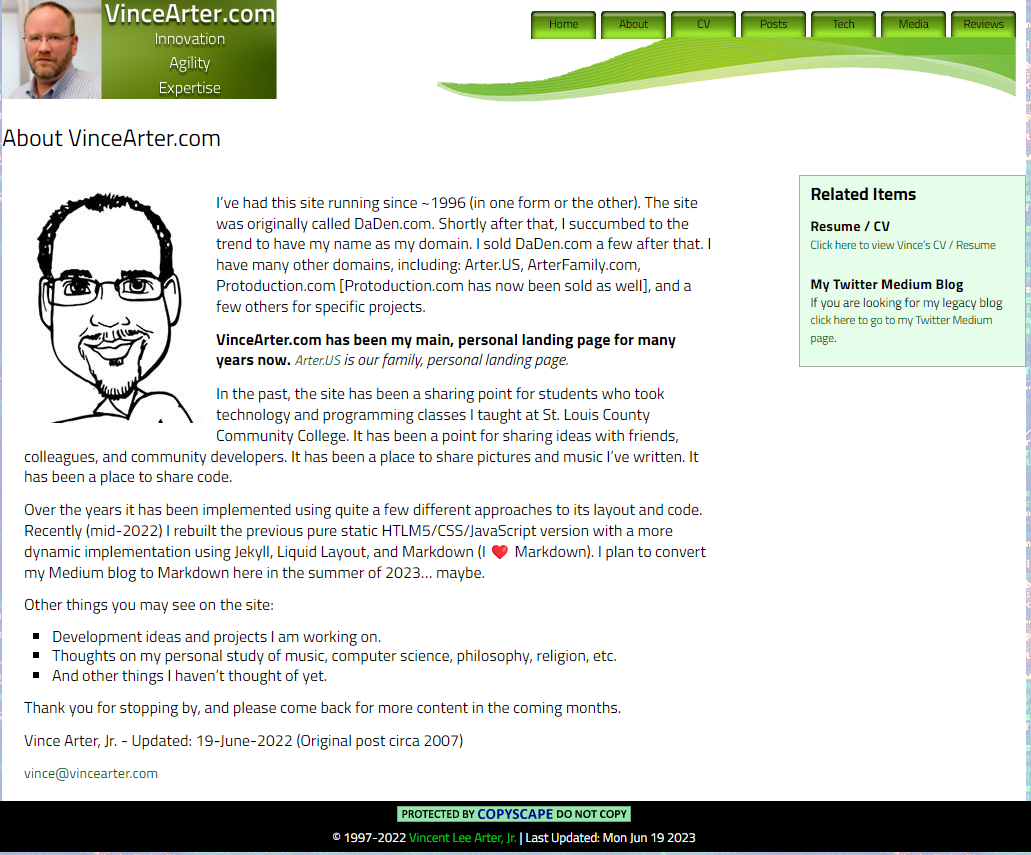 VinceArter.com
Innovation
Agility
Expertise
Home
About
CV
Posts
Tech
Media
Reviews
About VinceArter.com
I've had this site running since ~1996 (in one form or the other). The site
was originally called DaDen.com. Shortly after that, I succumbed to the
trend to have my name as my domain. I sold DaDen.com a few after that. I
have many other domains, including: Arter.US, ArterFamily.com,
Protoduction.com [Protoduction.com has now been sold as well], and a
few others for specific projects.
VinceArter.com has been my main, personal landing page for many
years now. Arter.US is our family, personal landing page.
In the past, the site has been a sharing point for students who took
technology and programming classes I taught at St. Louis County
Community College. It has been a point for sharing ideas with friends,
colleagues, and community developers. It has been a place to share pictures and music I've written. It
has been a place to share code.
Over the years it has been implemented using quite a few different approaches to its layout and code.
Recently (mid-2022) I rebuilt the previous pure static HTLM5/CSS/JavaScript version with a more
dynamic implementation using Jekyll, Liquid Layout, and Markdown (I ❤️ Markdown). I plan to convert
my Medium blog to Markdown here in the summer of 2023... maybe.
Other things you may see on the site:
Development ideas and projects I am working on.
Thoughts on my personal study of music, computer science, philosophy, religion, etc.
And other things I haven't thought of yet.
Thank you for stopping by, and please come back for more content in the coming months.
Vince Arter, Jr. - Updated: 19-June-2022 (Original post circa 2007)
vince@vincearter.com
Related Items
Resume / CV
Click here to view Vince's CV / Resume
My Twitter Medium Blog
If you are looking for my legacy blog
click here to go to my Twitter Medium
page.
PROTECTED BY COPYSCAPE DO NOT COPY
© 1997-2022 Vincent Lee Arter, Jr. | Last Updated: Mon Jun 19 2023